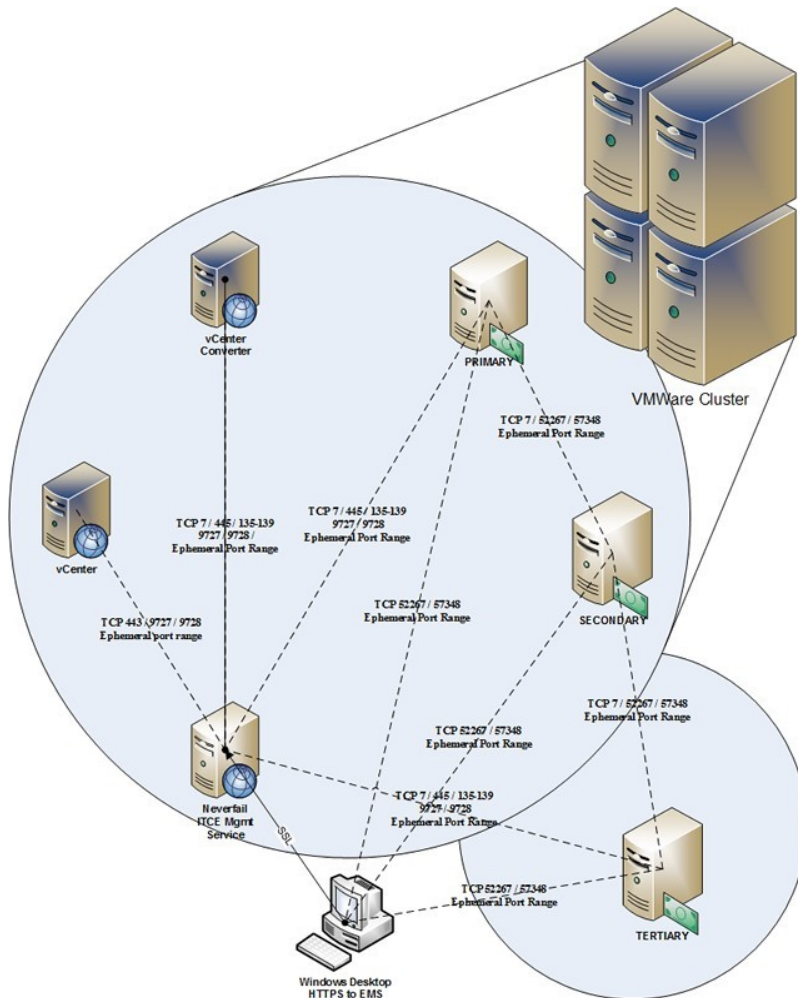 VMWare Cluster
vCenter
Converter
PRIMARY
TCP 7 / 52267 / 57348
Ephemeral Port Range
TCP 7 / 445 / 135-139
9727 / 9728 /
Ephemeral Port Range
TCP 7 / 445 / 135-139
9727 / 9728
Ephemeral Port Range
vCenter
TCP 443 / 9727 / 9728
Ephemeral port range
TCP 52267 / 57348
Ephemeral Port Range
SECONDARY
TCP 7 / 52267 / 57348
Ephemeral Port Range
TCP 52267 / 57348
Ephemeral Port Range
Neverfail
ITCE Mgmt
Service
TCP 7 / 445 / 135-139
9727 / 9728
Ephemeral Port Range
SSL
TCP 52267 / 57348
Ephemeral Port Range
TERTIARY
Windows Desktop
HTTPS to EMS